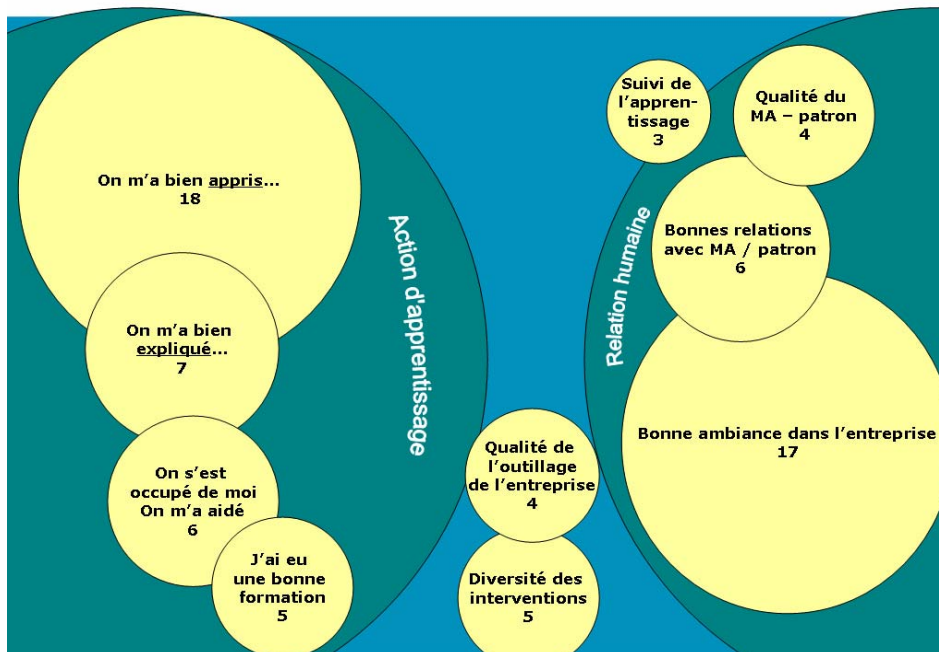 On m'a bien appris...
18
On m'a bien
expliqué...
7
On s'est
occupé de moi
On m'a aidé
6
J'ai eu
une bonne
formation
5
Action d'apprentissage
Qualité de
l'outillage
de l'entreprise
4
Diversité des
interventions
5
Relation humaine
Suivi de
l'appren-
tissage
3
Qualité du
MA – patron
4
Bonnes relations
avec MA / patron
6
Bonne ambiance dans l'entreprise
17